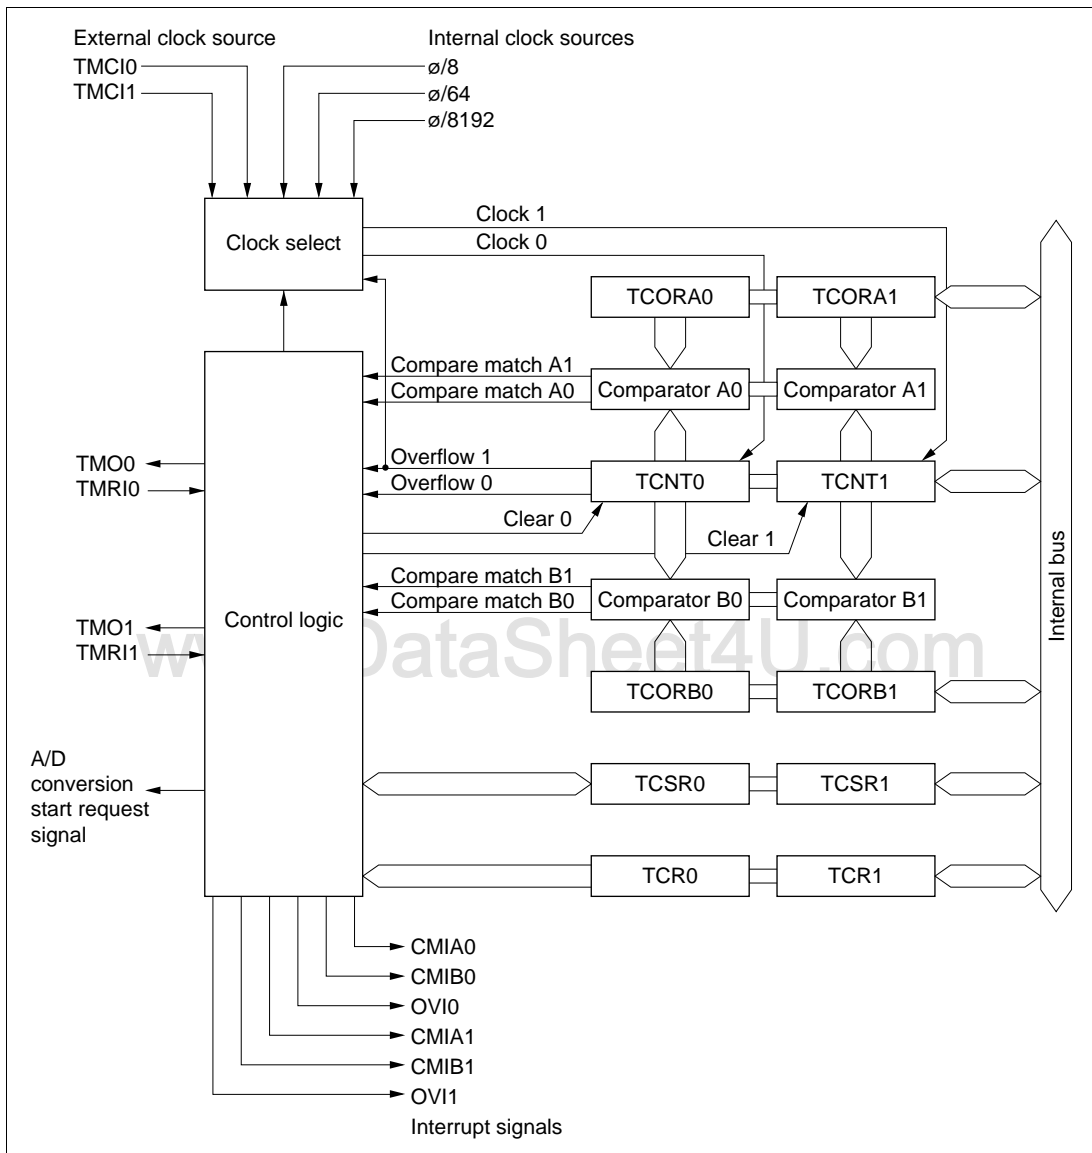 External clock source
Internal clock sources
TMCI0
ø/8
TMCI1
ø/64
ø/8192
Clock select
Clock 1
Clock 0
TCORA0
TCORA1
Compare match A1
Compare match A0
Comparator A0
Comparator A1
TMO0
TMRI0
Overflow 1
Overflow 0
TCNT0
TCNT1
Clear 0
Clear 1
Internal bus
Compare match B1
Compare match B0
Comparator B0
Comparator B1
Control logic
TMO1
TMRI1
DataSheet4U.com
TCORB0
TCORB1
A/D
conversion
start request
signal
TCSR0
TCSR1
TCR0
TCR1
CMIA0
CMIB0
OVI0
CMIA1
CMIB1
OVI1
Interrupt signals